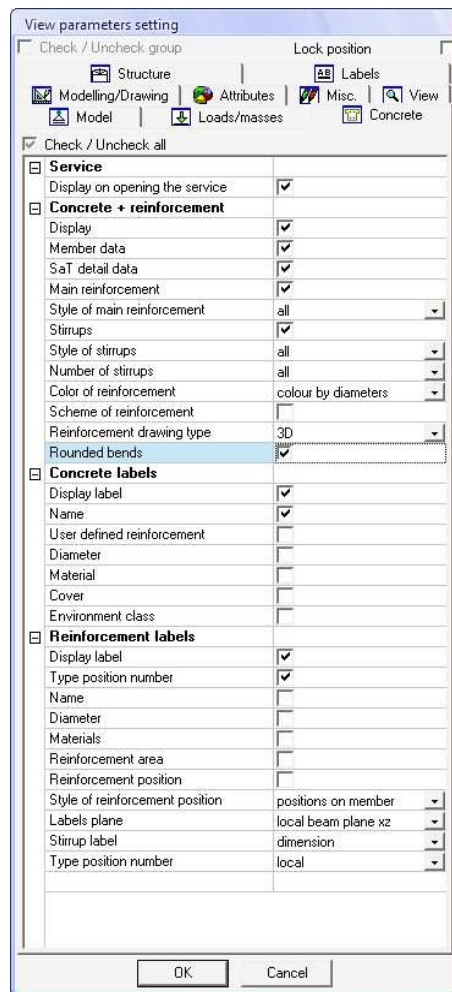 View parameters setting
Check / Uncheck group Lock position
Structure Labels
Modelling/Drawing Attributes Misc. View
Model Loads/masses Concrete
Check / Uncheck all
Service
Display on opening the service
Concrete + reinforcement
Display
Member data
SaT detail data
Main reinforcement
Style of main reinforcement all
Stirrups
Style of stirrups all
Number of stirrups all
Color of reinforcement colour by diameters
Scheme of reinforcement
Reinforcement drawing type 3D
Rounded bends
Concrete labels
Display label
Name
User defined reinforcement
Diameter
Material
Cover
Environment class
Reinforcement labels
Display label
Type position number
Name
Diameter
Materials
Reinforcement area
Reinforcement position
Style of reinforcement position positions on member
Labels plane local beam plane xz
Stirrup label dimension
Type position number local
OK Cancel